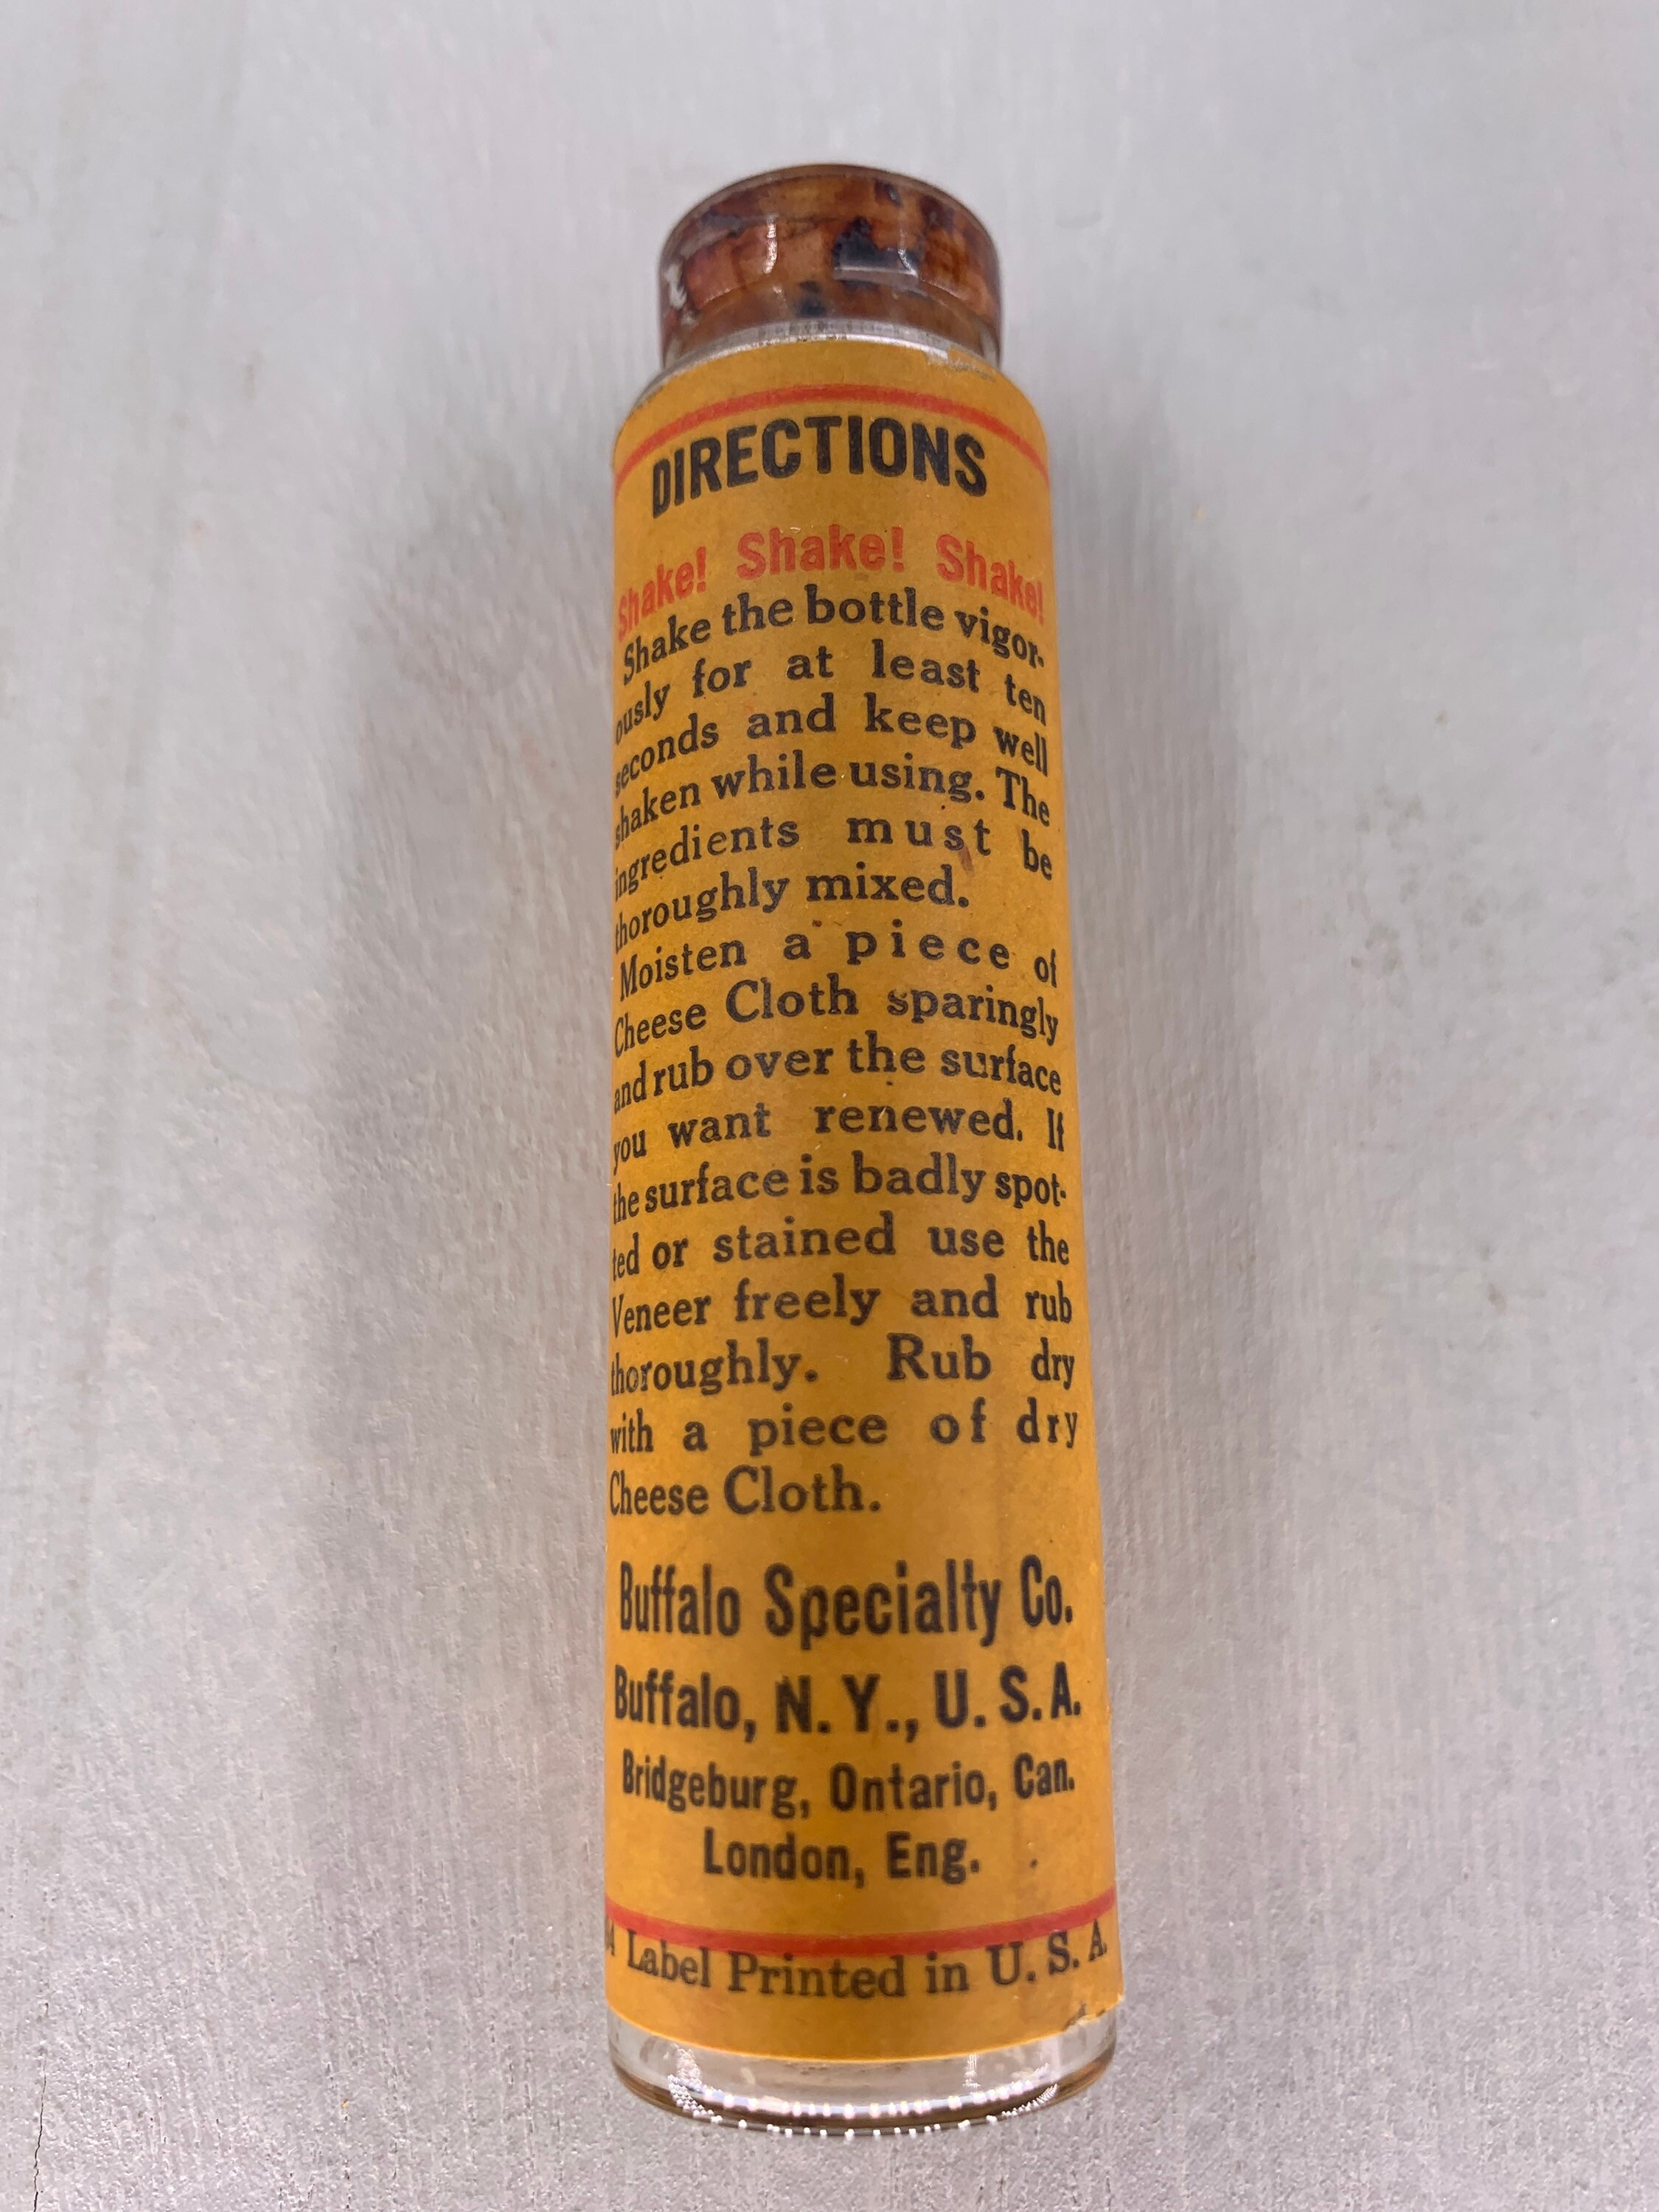 DIRECTIONS
Shake! Shake! Shake!
Shake the bottle vigor-
ously for at least ten
seconds and keep well
shaken while using. The
ingredients must be
thoroughly mixed.
Moisten a piece of
Cheese Cloth sparingly
and rub over the surface
you want renewed. If
the surface is badly spot-
ted or stained use the
Veneer freely and rub
thoroughly. Rub dry
with a piece of dry
Cheese Cloth.
Buffalo Specialty Co.
Buffalo, N. Y., U. S. A.
Bridgeburg, Ontario, Can.
London, Eng.
Label Printed in U. S. A.